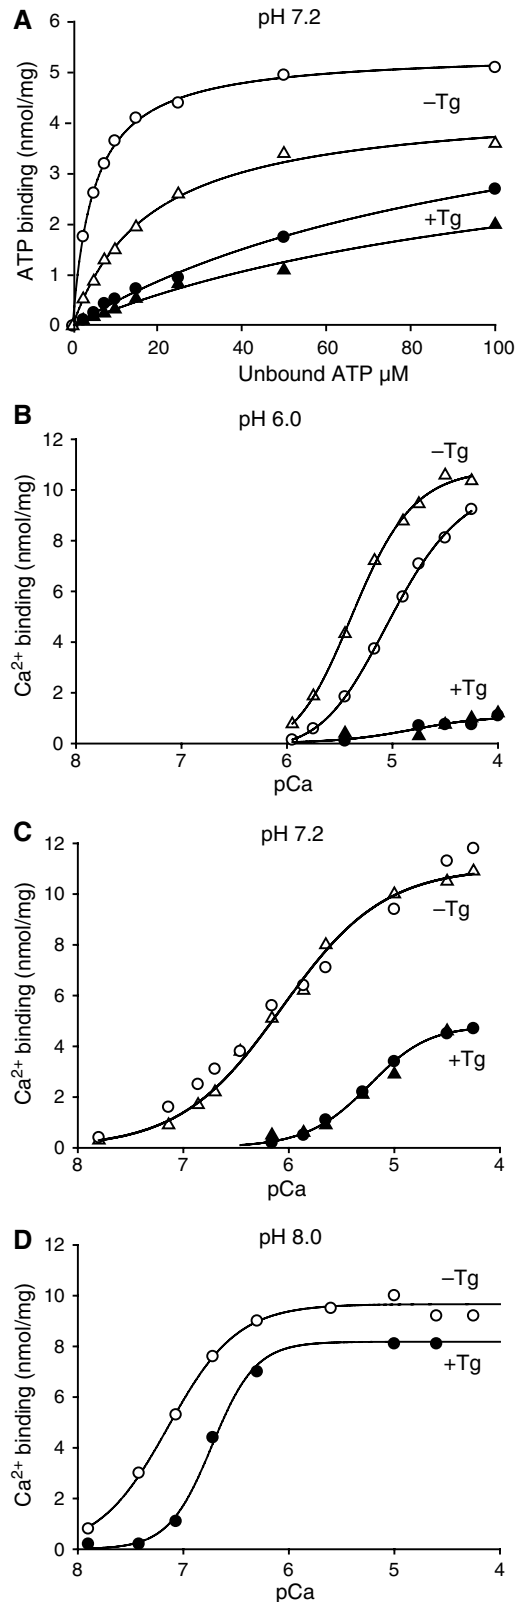 A
pH 7.2
6
5
4
3
2
1
0
ATP binding (nmol/mg)
–Tg
+Tg
0 20 40 60 80 100
Unbound ATP µM
B
pH 6.0
12
10
8
6
4
2
0
Ca2+ binding (nmol/mg)
–Tg
+Tg
8 7 6 5 4
pCa
C
pH 7.2
12
10
8
6
4
2
0
Ca2+ binding (nmol/mg)
–Tg
+Tg
8 7 6 5 4
pCa
D
pH 8.0
12
10
8
6
4
2
0
Ca2+ binding (nmol/mg)
–Tg
+Tg
8 7 6 5 4
pCa